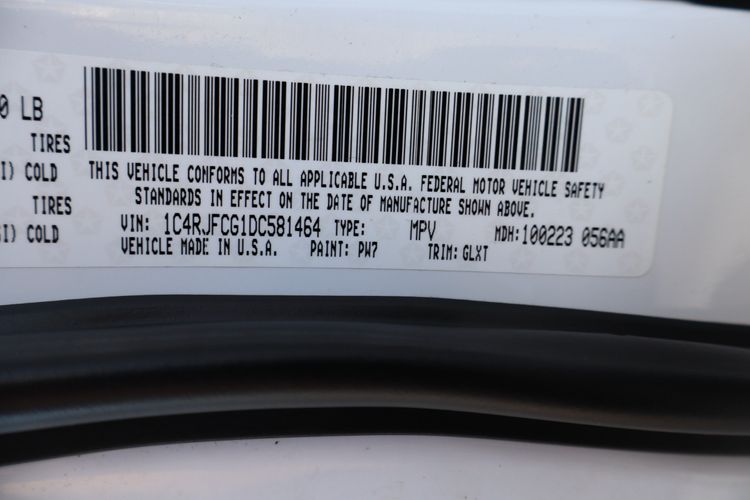 0 LB
TIRES
I) COLD
TIRES
SI) COLD
THIS VEHICLE CONFORMS TO ALL APPLICABLE U.S.A. FEDERAL MOTOR VEHICLE SAFETY
STANDARDS IN EFFECT ON THE DATE OF MANUFACTURE SHOWN ABOVE.
VIN: 1C4RJFCG1DC581464 TYPE: MPV MDH: 100223 056AA
VEHICLE MADE IN U.S.A. PAINT: PW7 TRIM: GLXT